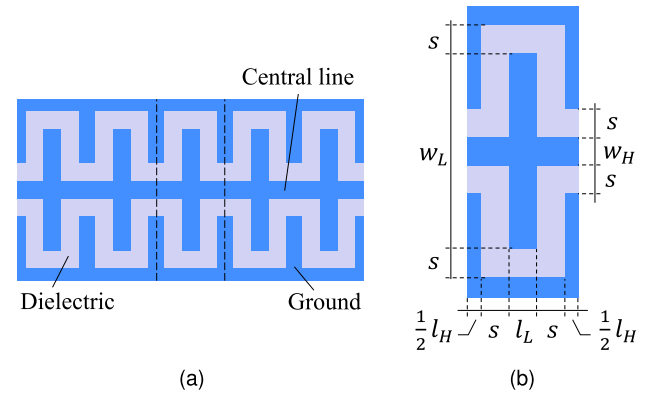 Central line
Dielectric
Ground
(a)
s
w_L
s
s
w_H
s
1/2 l_H
s
l_L
s
1/2 l_H
(b)